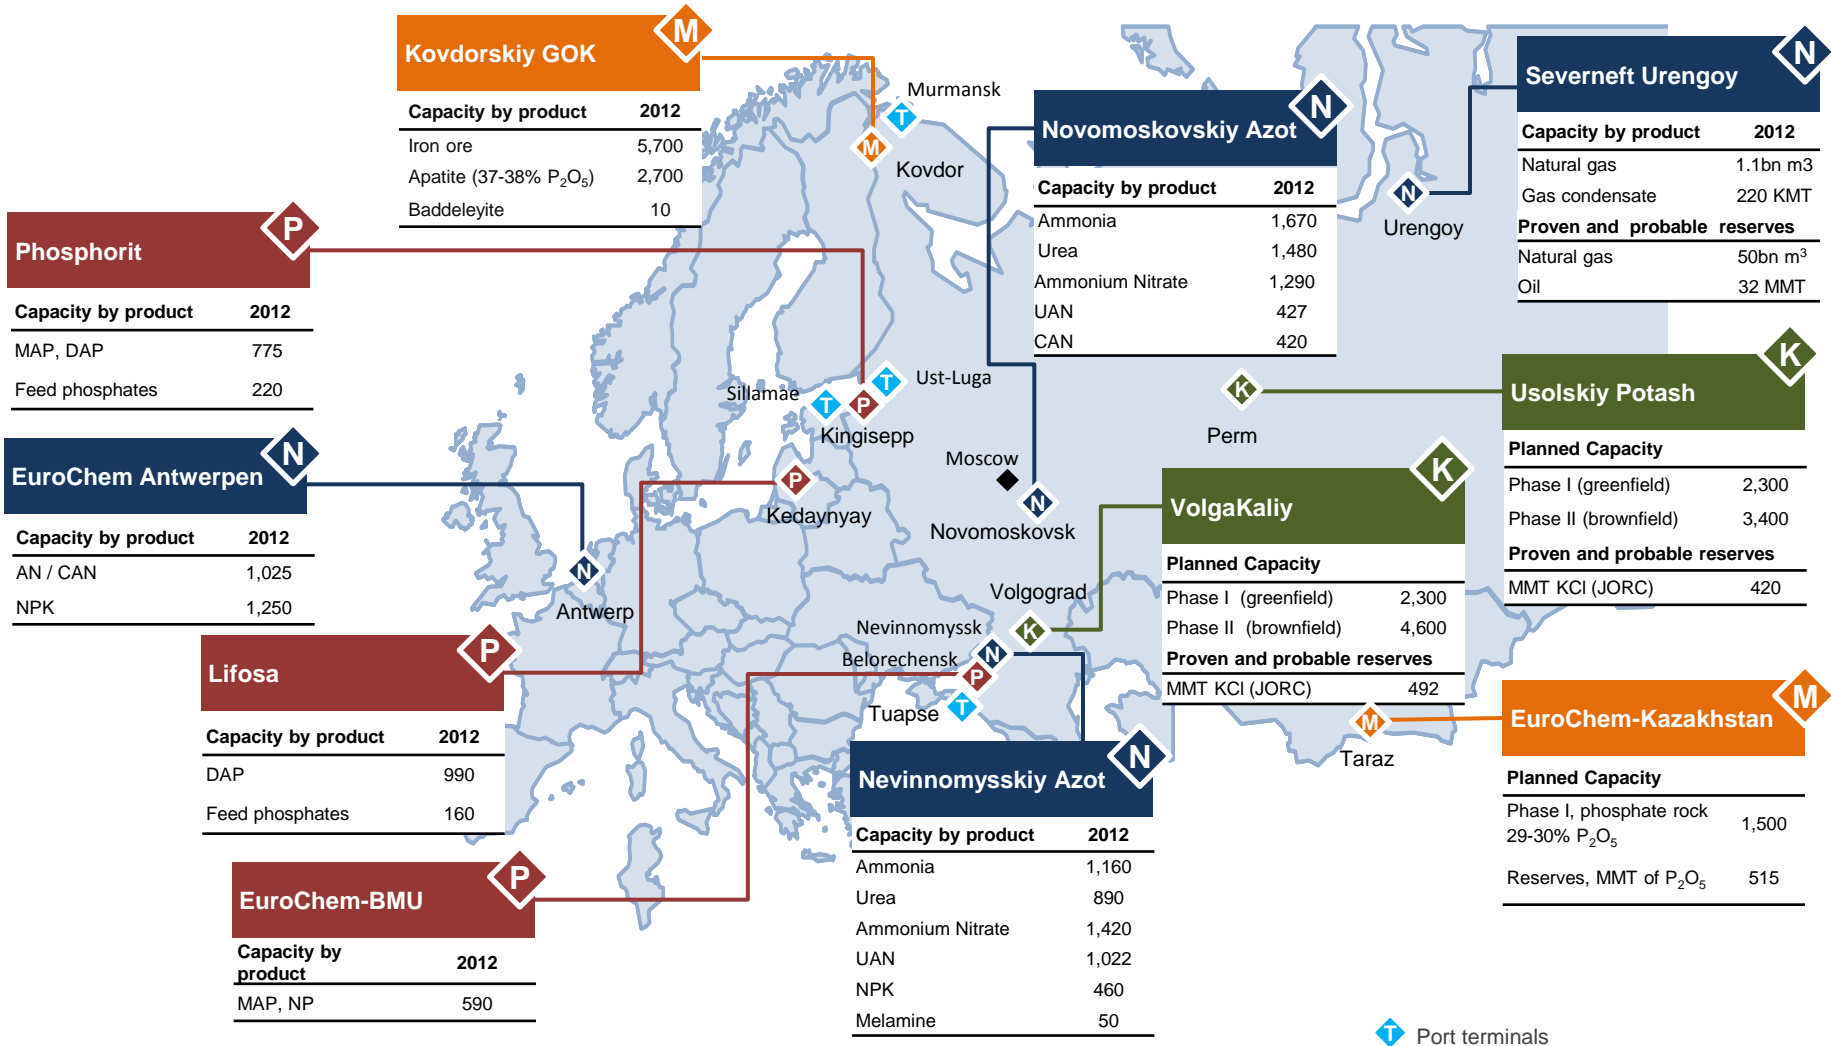 Kovdorskiy GOK
M
Capacity by product 2012
Iron ore 5,700
Apatite (37-38% P2O5) 2,700
Baddeleyite 10
Murmansk
T
M
Kovdor
Novomoskovskiy Azot
N
Capacity by product 2012
Ammonia 1,670
Urea 1,480
Ammonium Nitrate 1,290
UAN 427
CAN 420
Severneft Urengoy
N
Capacity by product 2012
Natural gas 1.1bn m3
Gas condensate 220 KMT
Proven and probable reserves
Natural gas 50bn m3
Oil 32 MMT
N
Urengoy
Phosphorit
P
Capacity by product 2012
MAP, DAP 775
Feed phosphates 220
Sillamae
T
P
T
Ust-Luga
Kingisepp
K
Perm
Usolskiy Potash
K
Planned Capacity
Phase I (greenfield) 2,300
Phase II (brownfield) 3,400
Proven and probable reserves
MMT KCl (JORC) 420
EuroChem Antwerpen
N
Capacity by product 2012
AN / CAN 1,025
NPK 1,250
N
Antwerp
P
Kedaynyay
Moscow
N
Novomoskovsk
VolgaKaliy
K
Planned Capacity
Phase I (greenfield) 2,300
Phase II (brownfield) 4,600
Proven and probable reserves
MMT KCl (JORC) 492
Volgograd
K
Nevinnomyssk
N
Belorechensk
P
Tuapse
T
Lifosa
P
Capacity by product 2012
DAP 990
Feed phosphates 160
M
Taraz
EuroChem-Kazakhstan
M
Planned Capacity
Phase I, phosphate rock
29-30% P2O5 1,500
Reserves, MMT of P2O5 515
Nevinnomysskiy Azot
N
Capacity by product 2012
Ammonia 1,160
Urea 890
Ammonium Nitrate 1,420
UAN 1,022
NPK 460
Melamine 50
EuroChem-BMU
P
Capacity by
product 2012
MAP, NP 590
T Port terminals